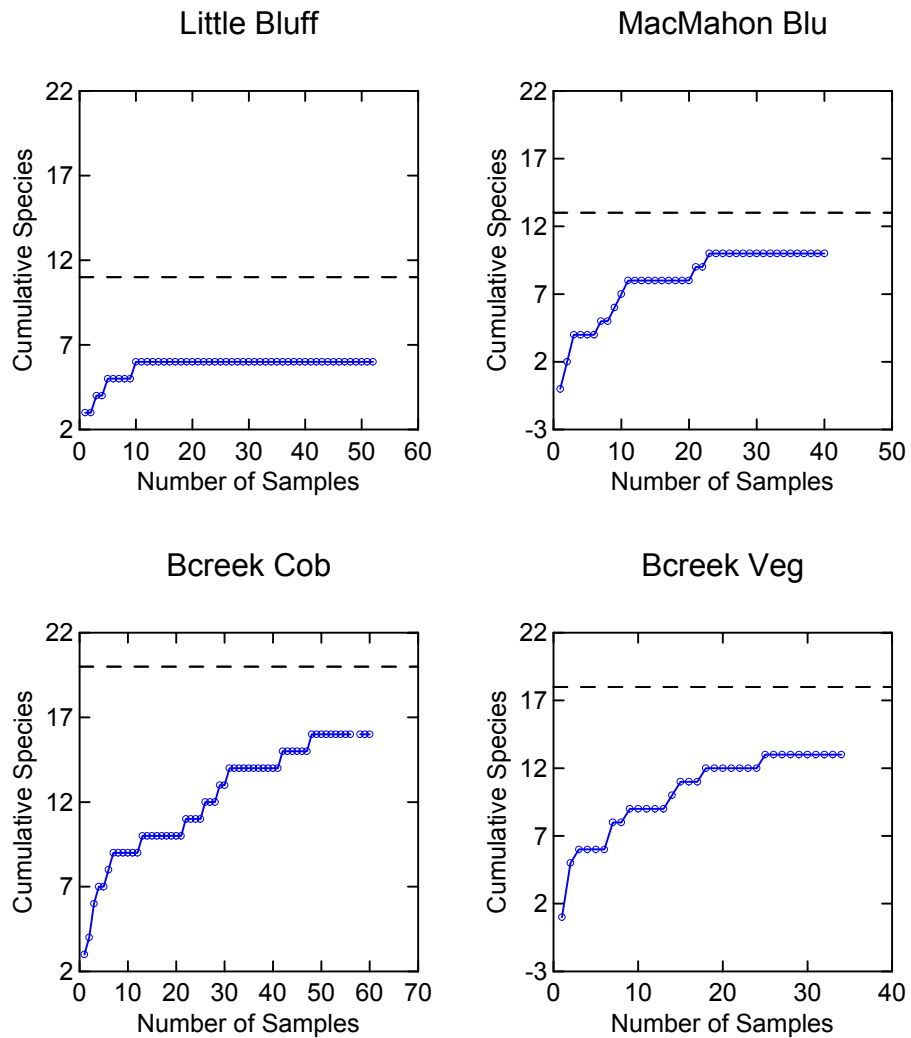 Little Bluff
MacMahon Blu
22
17
12
7
2
Cumulative Species
0 10 20 30 40 50 60
Number of Samples
22
17
12
7
2
-3
Cumulative Species
0 10 20 30 40 50
Number of Samples
Bcreek Cob
Bcreek Veg
22
17
12
7
2
Cumulative Species
0 10 20 30 40 50 60 70
Number of Samples
22
17
12
7
2
-3
Cumulative Species
0 10 20 30 40
Number of Samples